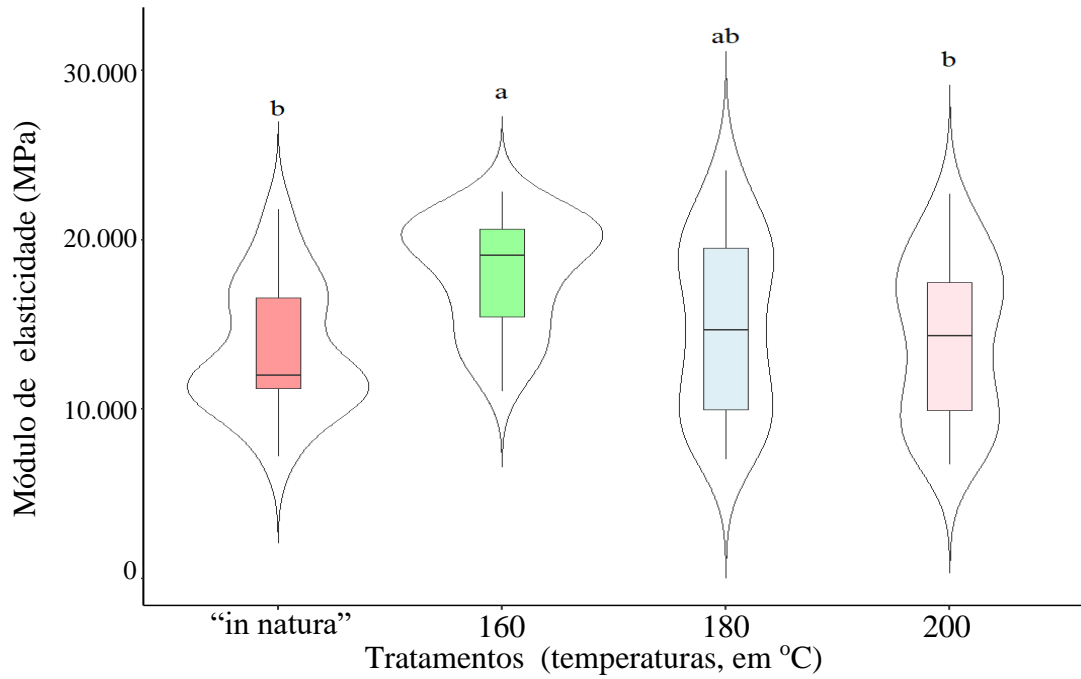 Módulo de elasticidade (MPa)
30.000
20.000
10.000
0
b
a
ab
b
“in natura”
160
180
200
Tratamentos (temperaturas, em °C)